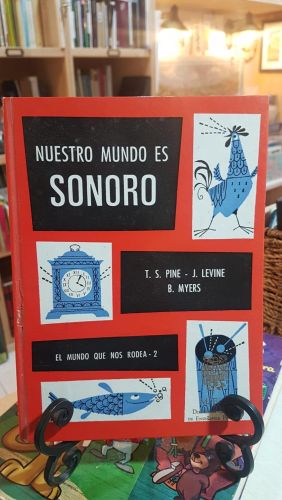 NUESTRO MUNDO ES
SONORO
T. S. PINE - J. LEVINE
B. MYERS
EL MUNDO QUE NOS RODEA - 2